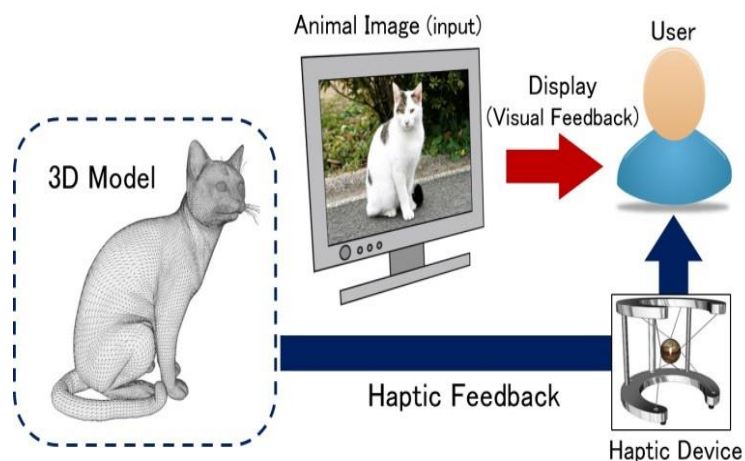 Animal Image (input)
User
Display
(Visual Feedback)
3D Model
Haptic Feedback
Haptic Device